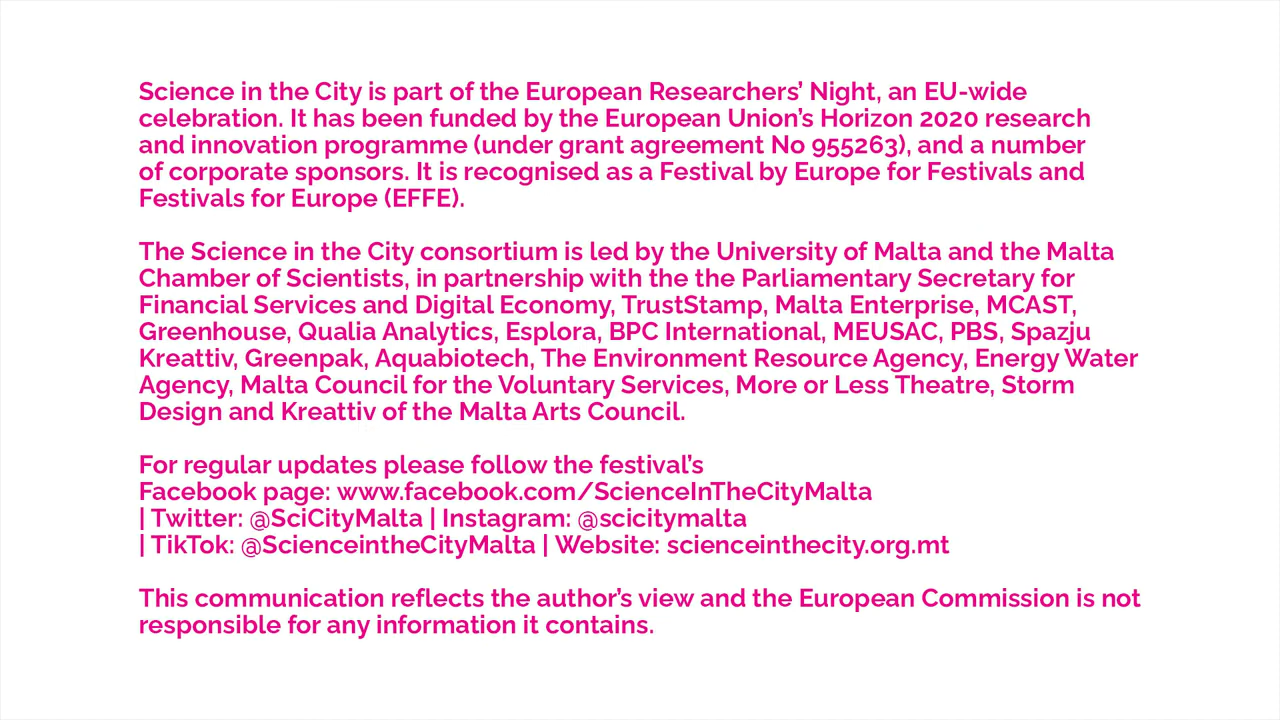 Science in the City is part of the European Researchers’ Night, an EU-wide
celebration. It has been funded by the European Union’s Horizon 2020 research
and innovation programme (under grant agreement No 955263), and a number
of corporate sponsors. It is recognised as a Festival by Europe for Festivals and
Festivals for Europe (EFFE).
The Science in the City consortium is led by the University of Malta and the Malta
Chamber of Scientists, in partnership with the the Parliamentary Secretary for
Financial Services and Digital Economy, TrustStamp, Malta Enterprise, MCAST,
Greenhouse, Qualia Analytics, Esplora, BPC International, MEUSAC, PBS, Spazju
Kreattiv, Greenpak, Aquabiotech, The Environment Resource Agency, Energy Water
Agency, Malta Council for the Voluntary Services, More or Less Theatre, Storm
Design and Kreattiv of the Malta Arts Council.
For regular updates please follow the festival’s
Facebook page: www.facebook.com/ScienceInTheCityMalta
| Twitter: @SciCityMalta | Instagram: @scicitymalta
| TikTok: @ScienceintheCityMalta | Website: scienceinthecity.org.mt
This communication reflects the author’s view and the European Commission is not
responsible for any information it contains.